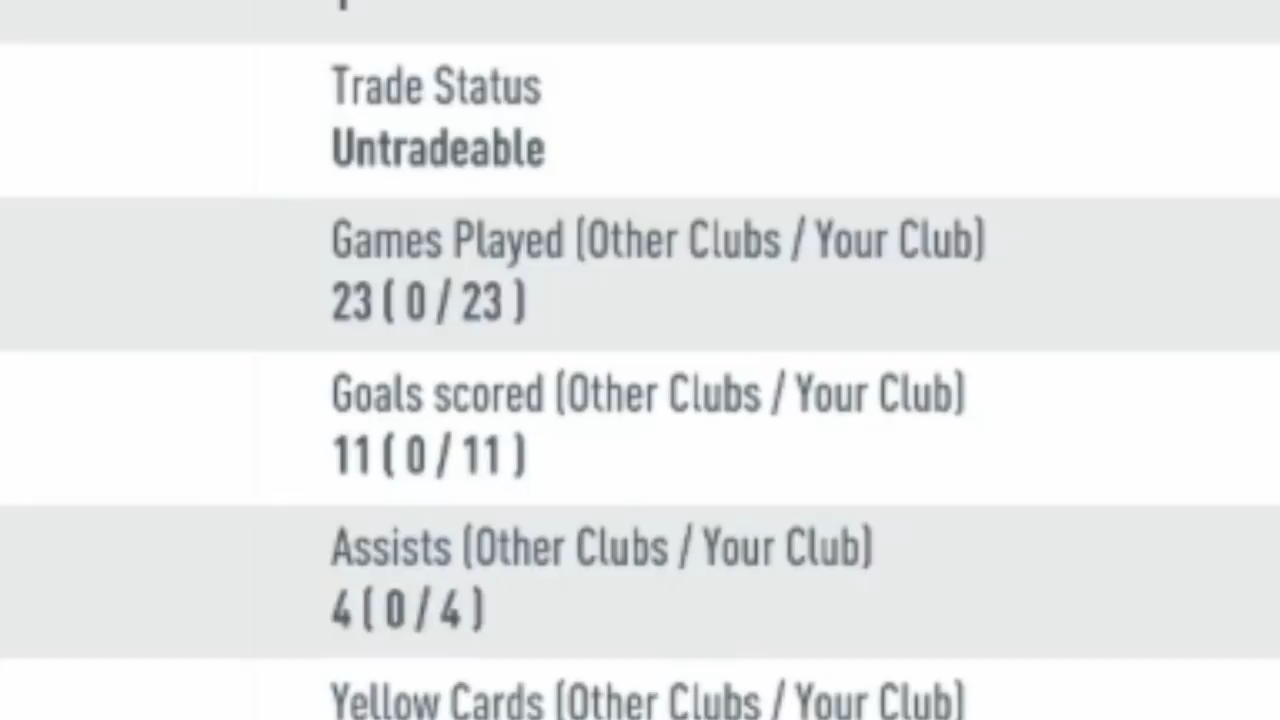 Trade Status
Untradeable
Games Played (Other Clubs / Your Club)
23 ( 0 / 23 )
Goals scored (Other Clubs / Your Club)
11 ( 0 / 11 )
Assists (Other Clubs / Your Club)
4 ( 0 / 4 )
Yellow Cards (Other Clubs / Your Club)